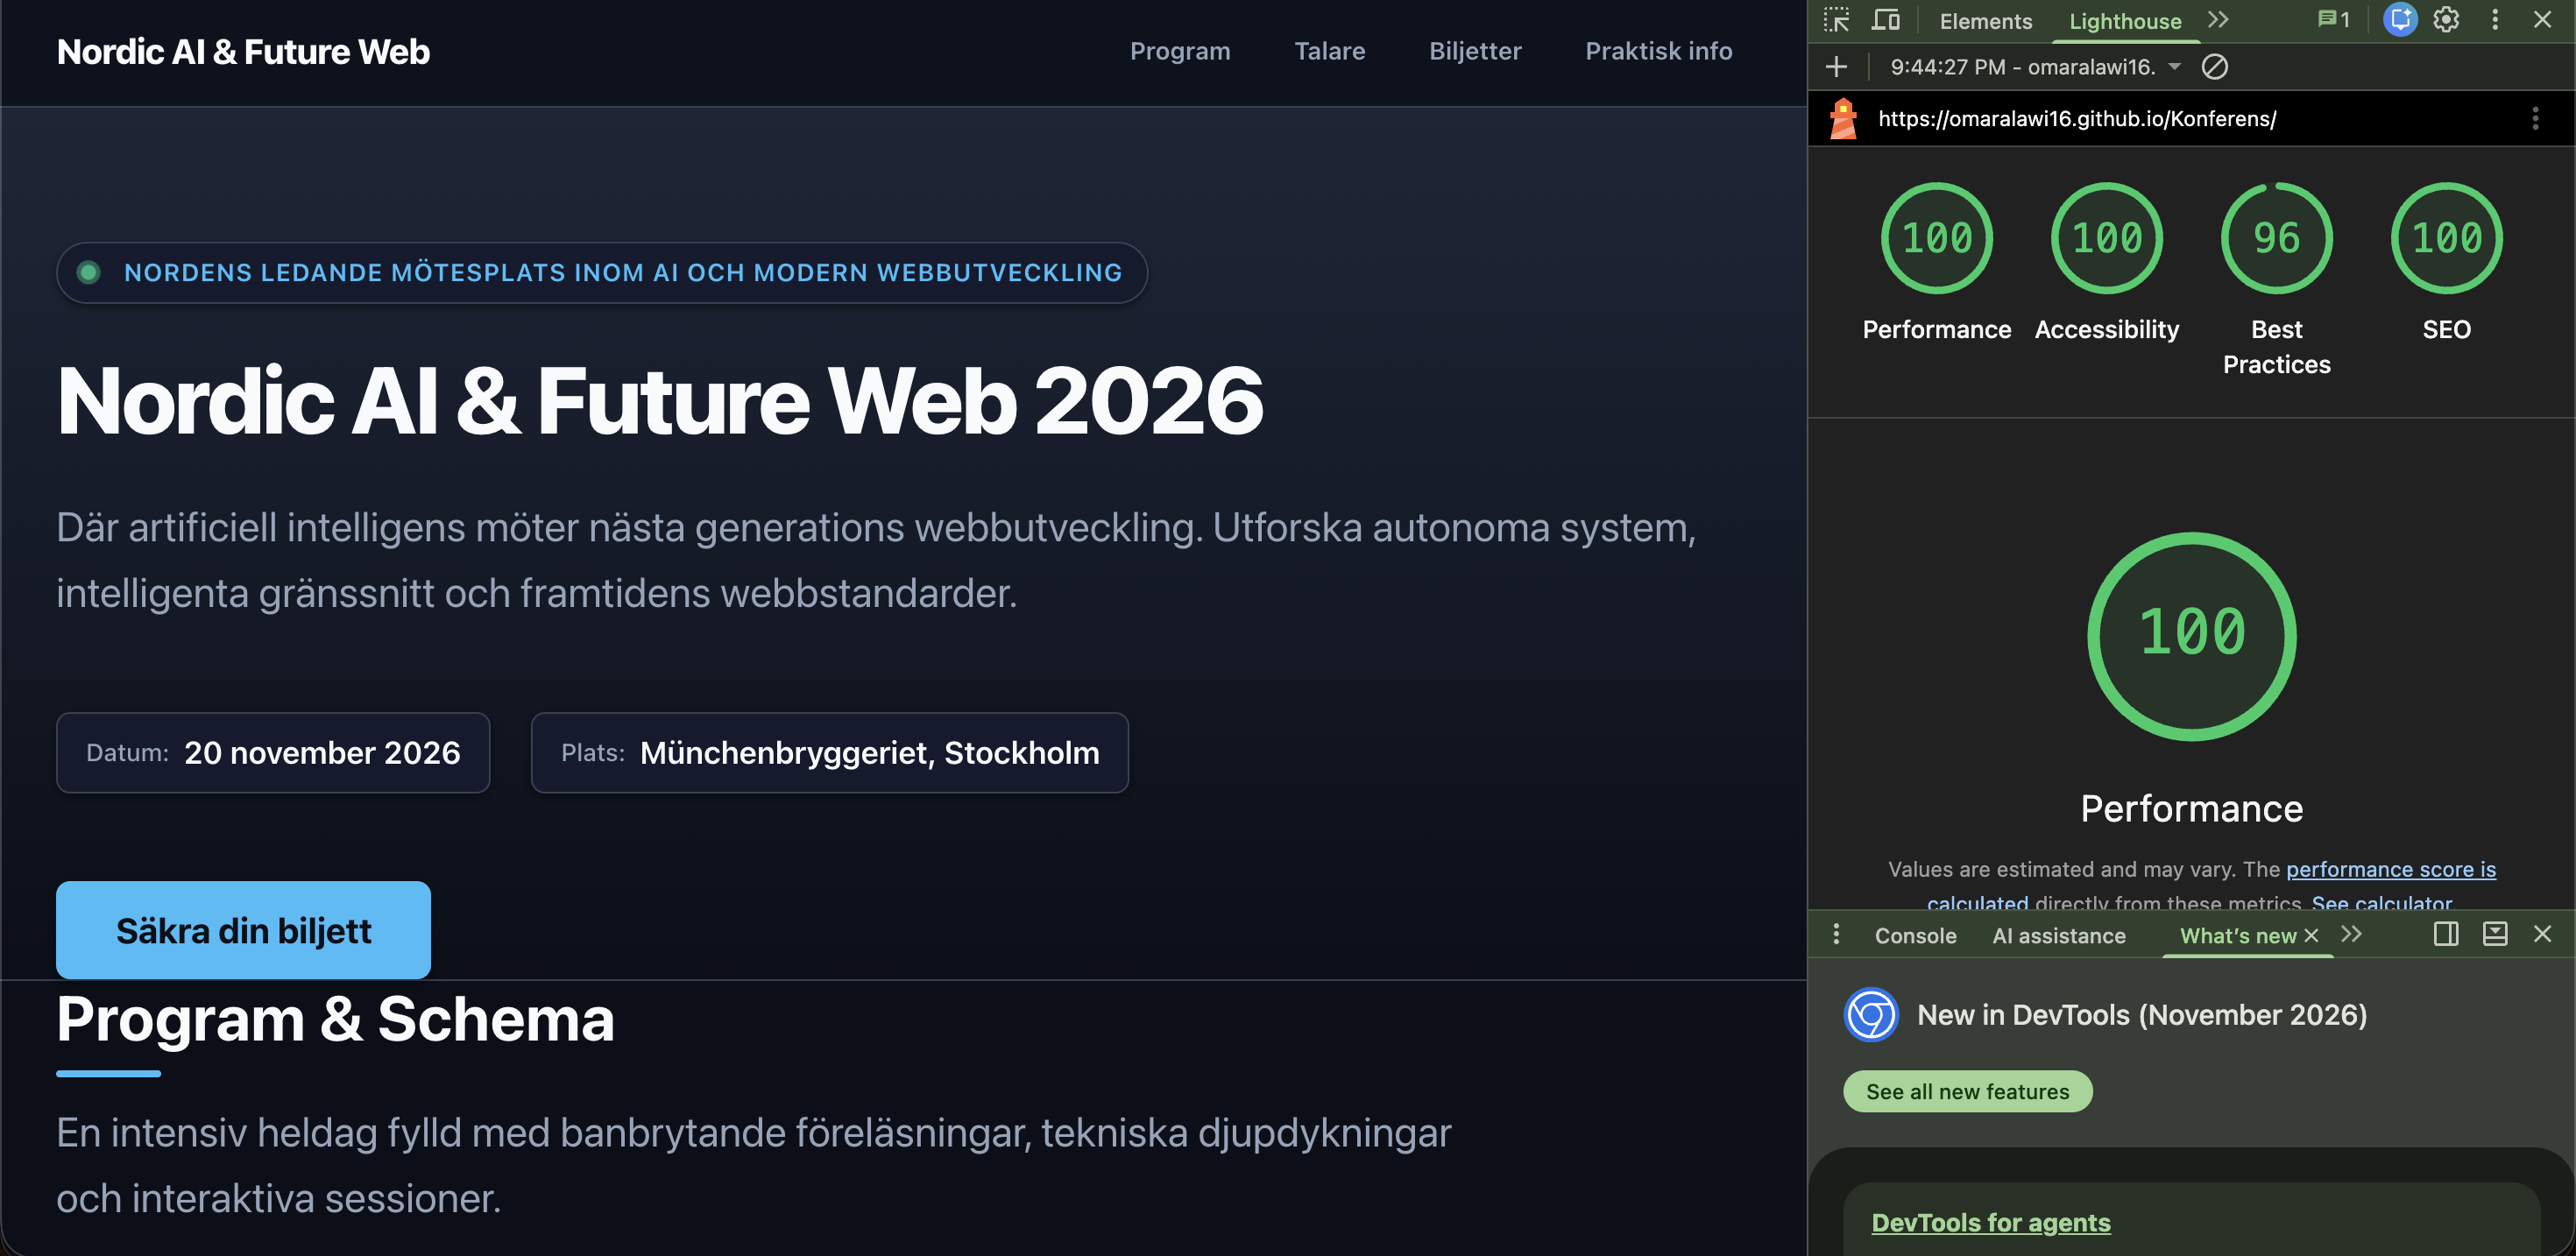 Nordic AI & Future Web
Program Talare Biljetter Praktisk info
NORDENS LEDANDE MÖTESPLATS INOM AI OCH MODERN WEBBUTVECKLING
Nordic AI & Future Web 2026
Där artificiell intelligens möter nästa generations webbutveckling. Utforska autonoma system,
intelligenta gränssnitt och framtidens webbstandarder.
Datum: 20 november 2026
Plats: Münchenbryggeriet, Stockholm
Säkra din biljett
Program & Schema
En intensiv heldag fylld med banbrytande föreläsningar, tekniska djupdykningar
och interaktiva sessioner.
Elements Lighthouse 1
9:44:27 PM - omaralawi16.
https://omaralawi16.github.io/Konferens/
100 100 96 100
Performance Accessibility Best Practices SEO
100
Performance
Values are estimated and may vary. The performance score is
calculated directly from these metrics. See calculator
Console AI assistance What's new
New in DevTools (November 2026)
See all new features
DevTools for agents